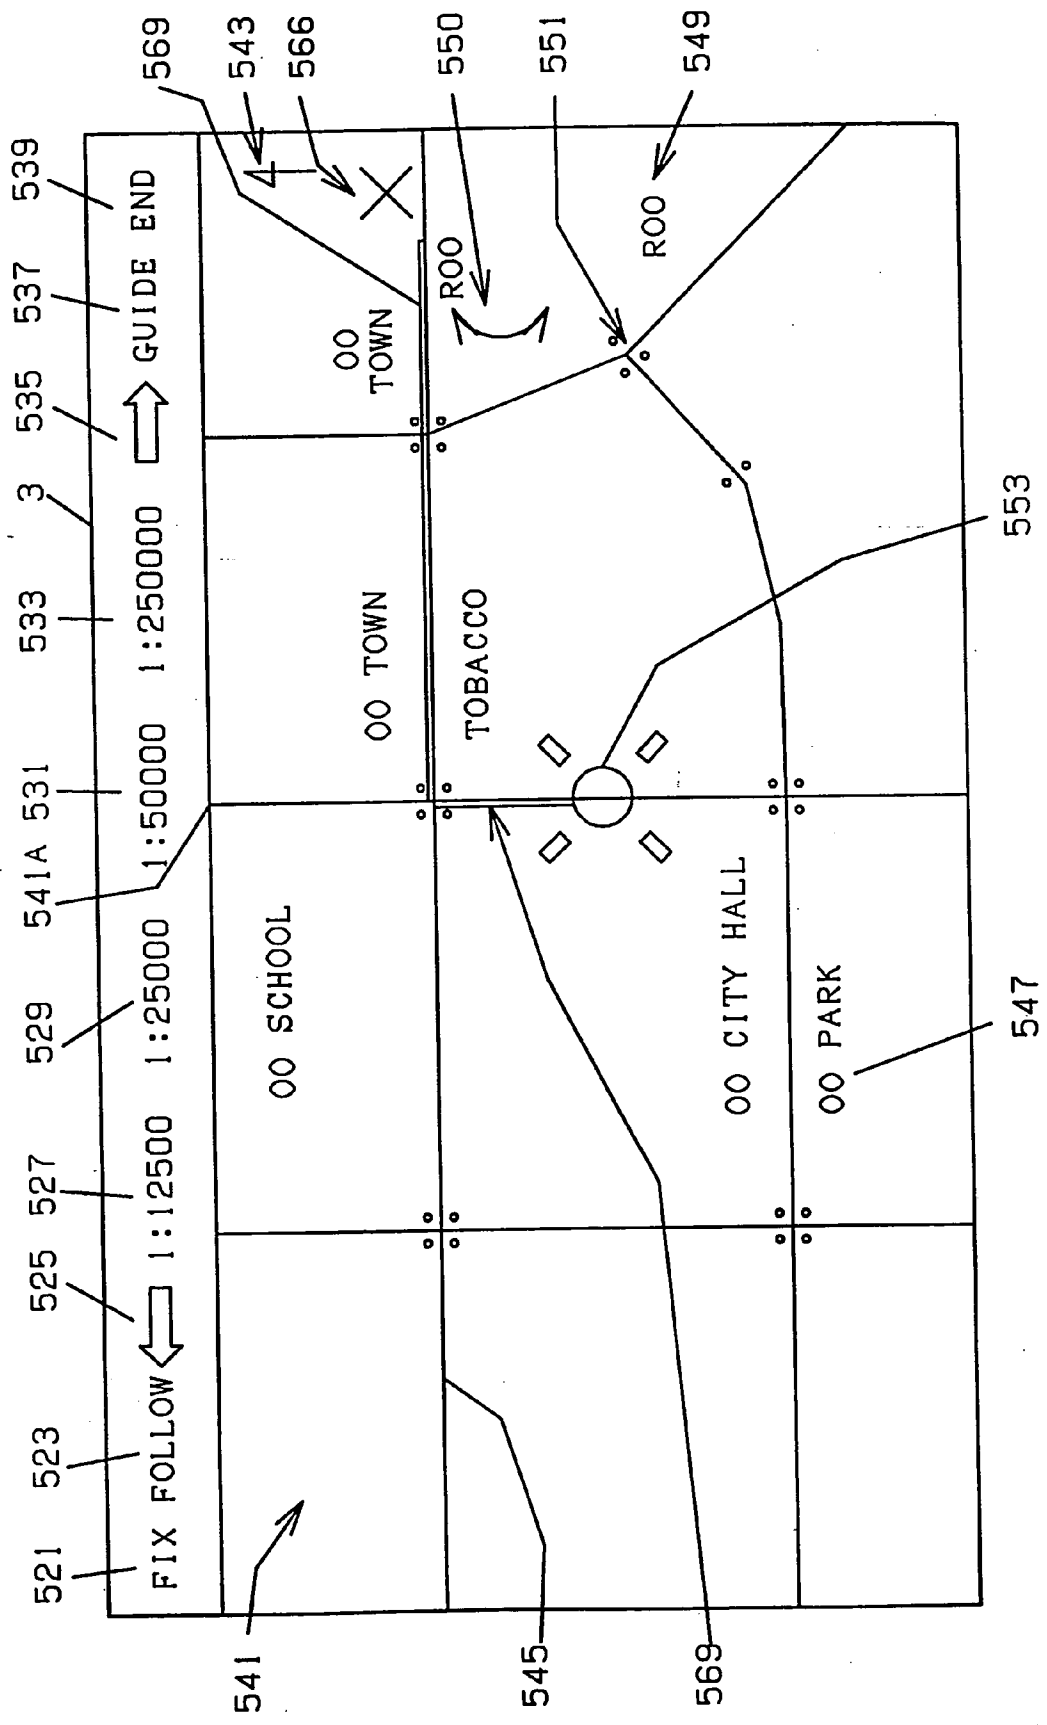 521 523 525 527 529 541A 531 533 3 535 537 539
569
543
566
FIX FOLLOW 1:12500 1:25000 1:50000 1:250000 GUIDE END
541
OO SCHOOL
OO TOWN
OO
TOWN
ROO
550
TOBACCO
551
545
ROO
549
569
OO CITY HALL
OO PARK
547
553